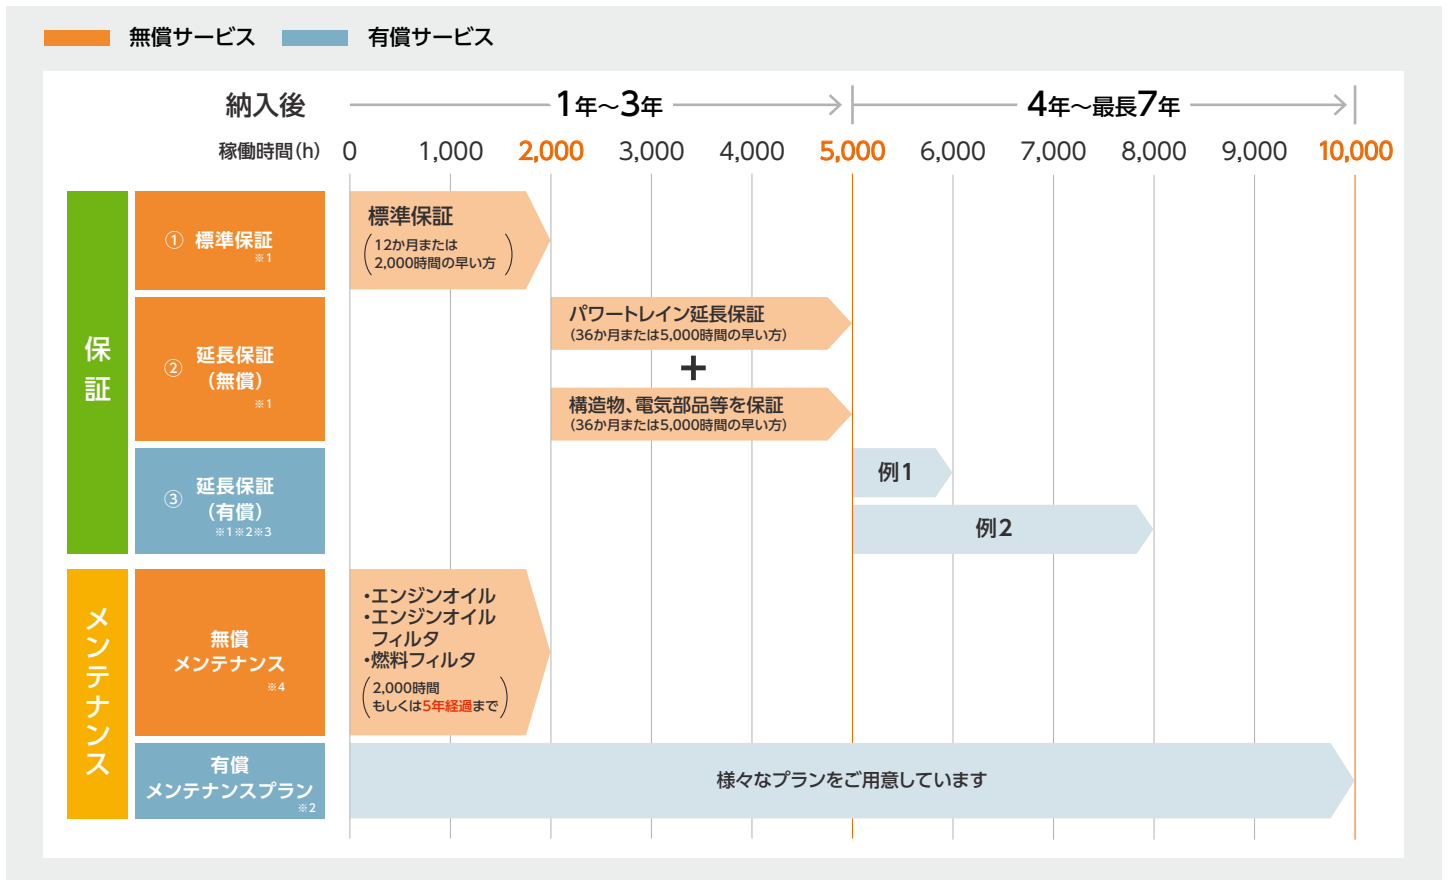 無償サービス
有償サービス
納入後
1年～3年
4年～最長7年
稼働時間(h)
0
1,000
2,000
3,000
4,000
5,000
6,000
7,000
8,000
9,000
10,000
保証
① 標準保証
※1
標準保証
(12か月または
2,000時間の早い方)
② 延長保証
(無償)
※1
パワートレイン延長保証
(36か月または5,000時間の早い方)
+
構造物、電気部品等を保証
(36か月または5,000時間の早い方)
③ 延長保証
(有償)
※1※2※3
例1
例2
メンテナンス
無償
メンテナンス
※4
・エンジンオイル
・エンジンオイル
フィルタ
・燃料フィルタ
(2,000時間
もしくは5年経過まで)
有償
メンテナンスプラン
※2
様々なプランをご用意しています